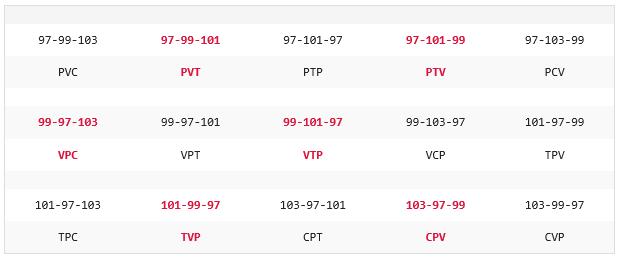 97-99-103 97-99-101 97-101-97 97-101-99 97-103-99
PVC PVT PTP PTV PCV
99-97-103 99-97-101 99-101-97 99-103-97 101-97-99
VPC VPT VTP VCP TPV
101-97-103 101-99-97 103-97-101 103-97-99 103-99-97
TPC TVP CPT CPV CVP